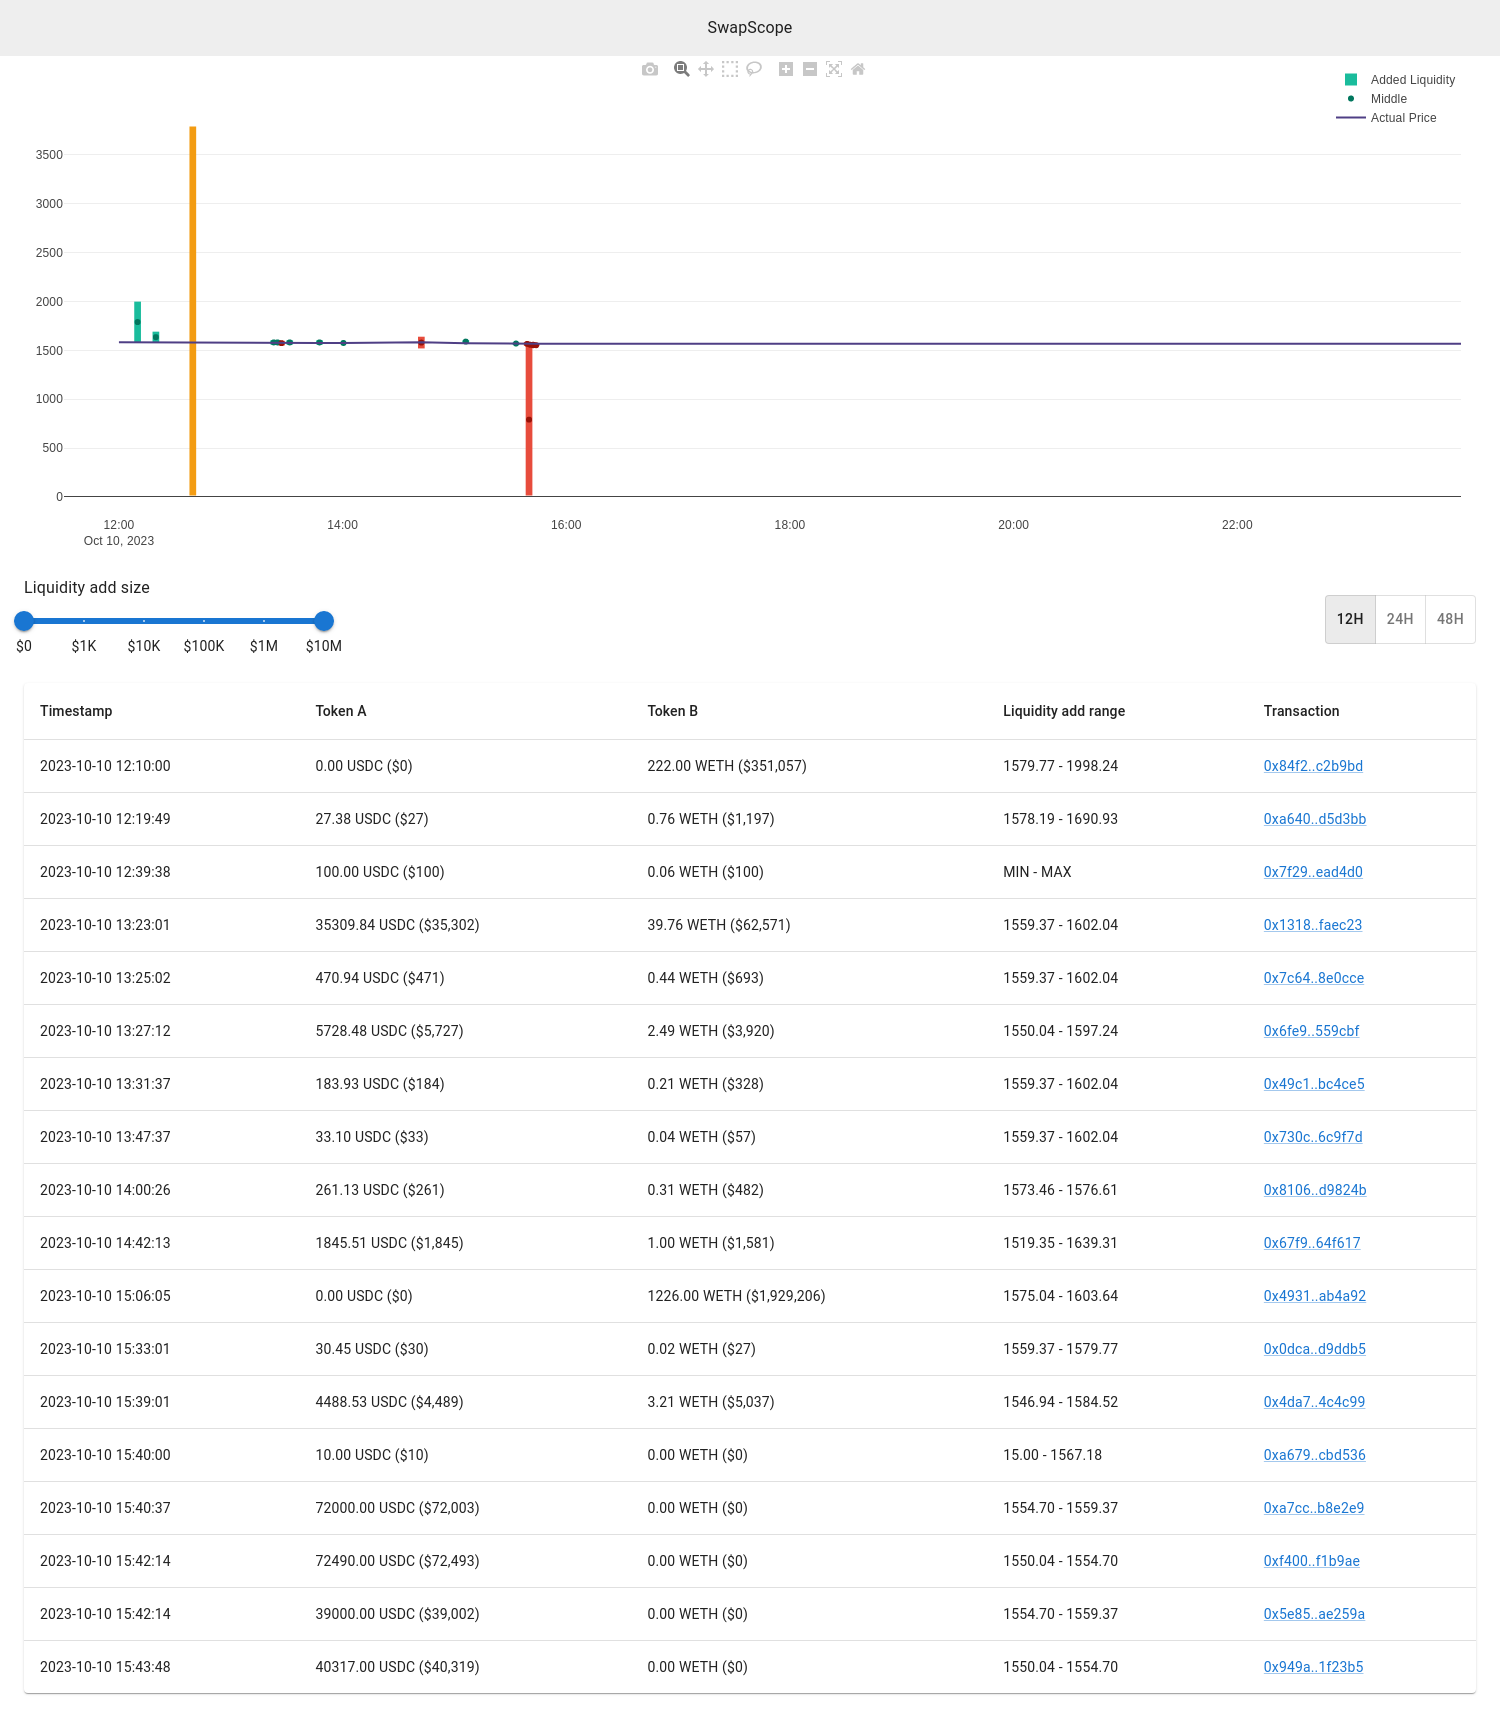 SwapScope
Added Liquidity
Middle
Actual Price
3500
3000
2500
2000
1500
1000
500
0
12:00 14:00 16:00 18:00 20:00 22:00
Oct 10, 2023
Liquidity add size
$0 $1K $10K $100K $1M $10M
12H 24H 48H
Timestamp Token A Token B Liquidity add range Transaction
2023-10-10 12:10:00 0.00 USDC ($0) 222.00 WETH ($351,057) 1579.77 - 1998.24 0x84f2..c2b9bd
2023-10-10 12:19:49 27.38 USDC ($27) 0.76 WETH ($1,197) 1578.19 - 1690.93 0xa640..d5d3bb
2023-10-10 12:39:38 100.00 USDC ($100) 0.06 WETH ($100) MIN - MAX 0x7f29..ead4d0
2023-10-10 13:23:01 35309.84 USDC ($35,302) 39.76 WETH ($62,571) 1559.37 - 1602.04 0x1318..faec23
2023-10-10 13:25:02 470.94 USDC ($471) 0.44 WETH ($693) 1559.37 - 1602.04 0x7c64..8e0cce
2023-10-10 13:27:12 5728.48 USDC ($5,727) 2.49 WETH ($3,920) 1550.04 - 1597.24 0x6fe9..559cbf
2023-10-10 13:31:37 183.93 USDC ($184) 0.21 WETH ($328) 1559.37 - 1602.04 0x49c1..bc4ce5
2023-10-10 13:47:37 33.10 USDC ($33) 0.04 WETH ($57) 1559.37 - 1602.04 0x730c..6c9f7d
2023-10-10 14:00:26 261.13 USDC ($261) 0.31 WETH ($482) 1573.46 - 1576.61 0x8106..d9824b
2023-10-10 14:42:13 1845.51 USDC ($1,845) 1.00 WETH ($1,581) 1519.35 - 1639.31 0x67f9..64f617
2023-10-10 15:06:05 0.00 USDC ($0) 1226.00 WETH ($1,929,206) 1575.04 - 1603.64 0x4931..ab4a92
2023-10-10 15:33:01 30.45 USDC ($30) 0.02 WETH ($27) 1559.37 - 1579.77 0x0dca..d9ddb5
2023-10-10 15:39:01 4488.53 USDC ($4,489) 3.21 WETH ($5,037) 1546.94 - 1584.52 0x4da7..4c4c99
2023-10-10 15:40:00 10.00 USDC ($10) 0.00 WETH ($0) 15.00 - 1567.18 0xa679..cbd536
2023-10-10 15:40:37 72000.00 USDC ($72,003) 0.00 WETH ($0) 1554.70 - 1559.37 0xa7cc..b8e2e9
2023-10-10 15:42:14 72490.00 USDC ($72,493) 0.00 WETH ($0) 1550.04 - 1554.70 0xf400..f1b9ae
2023-10-10 15:42:14 39000.00 USDC ($39,002) 0.00 WETH ($0) 1554.70 - 1559.37 0x5e85..ae259a
2023-10-10 15:43:48 40317.00 USDC ($40,319) 0.00 WETH ($0) 1550.04 - 1554.70 0x949a..1f23b5